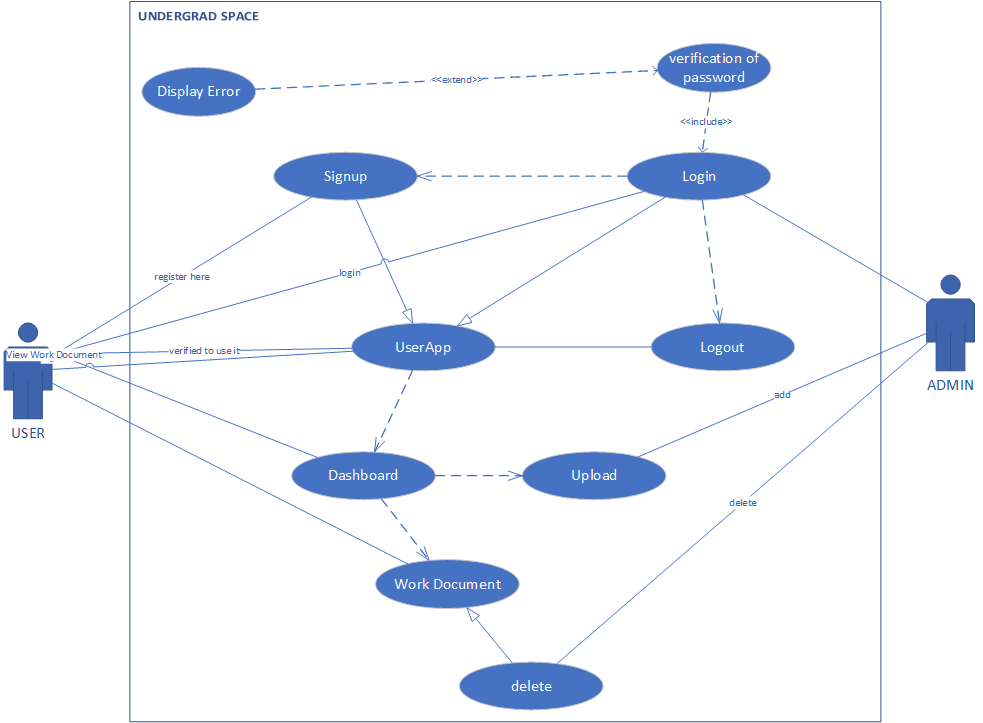 UNDERGRAD SPACE
verification of
password
<<extend>>
Display Error
<<include>>
Signup
Login
register here
login
UserApp
Logout
View Work Document
verified to use it
USER
ADMIN
add
Dashboard
Upload
delete
Work Document
delete